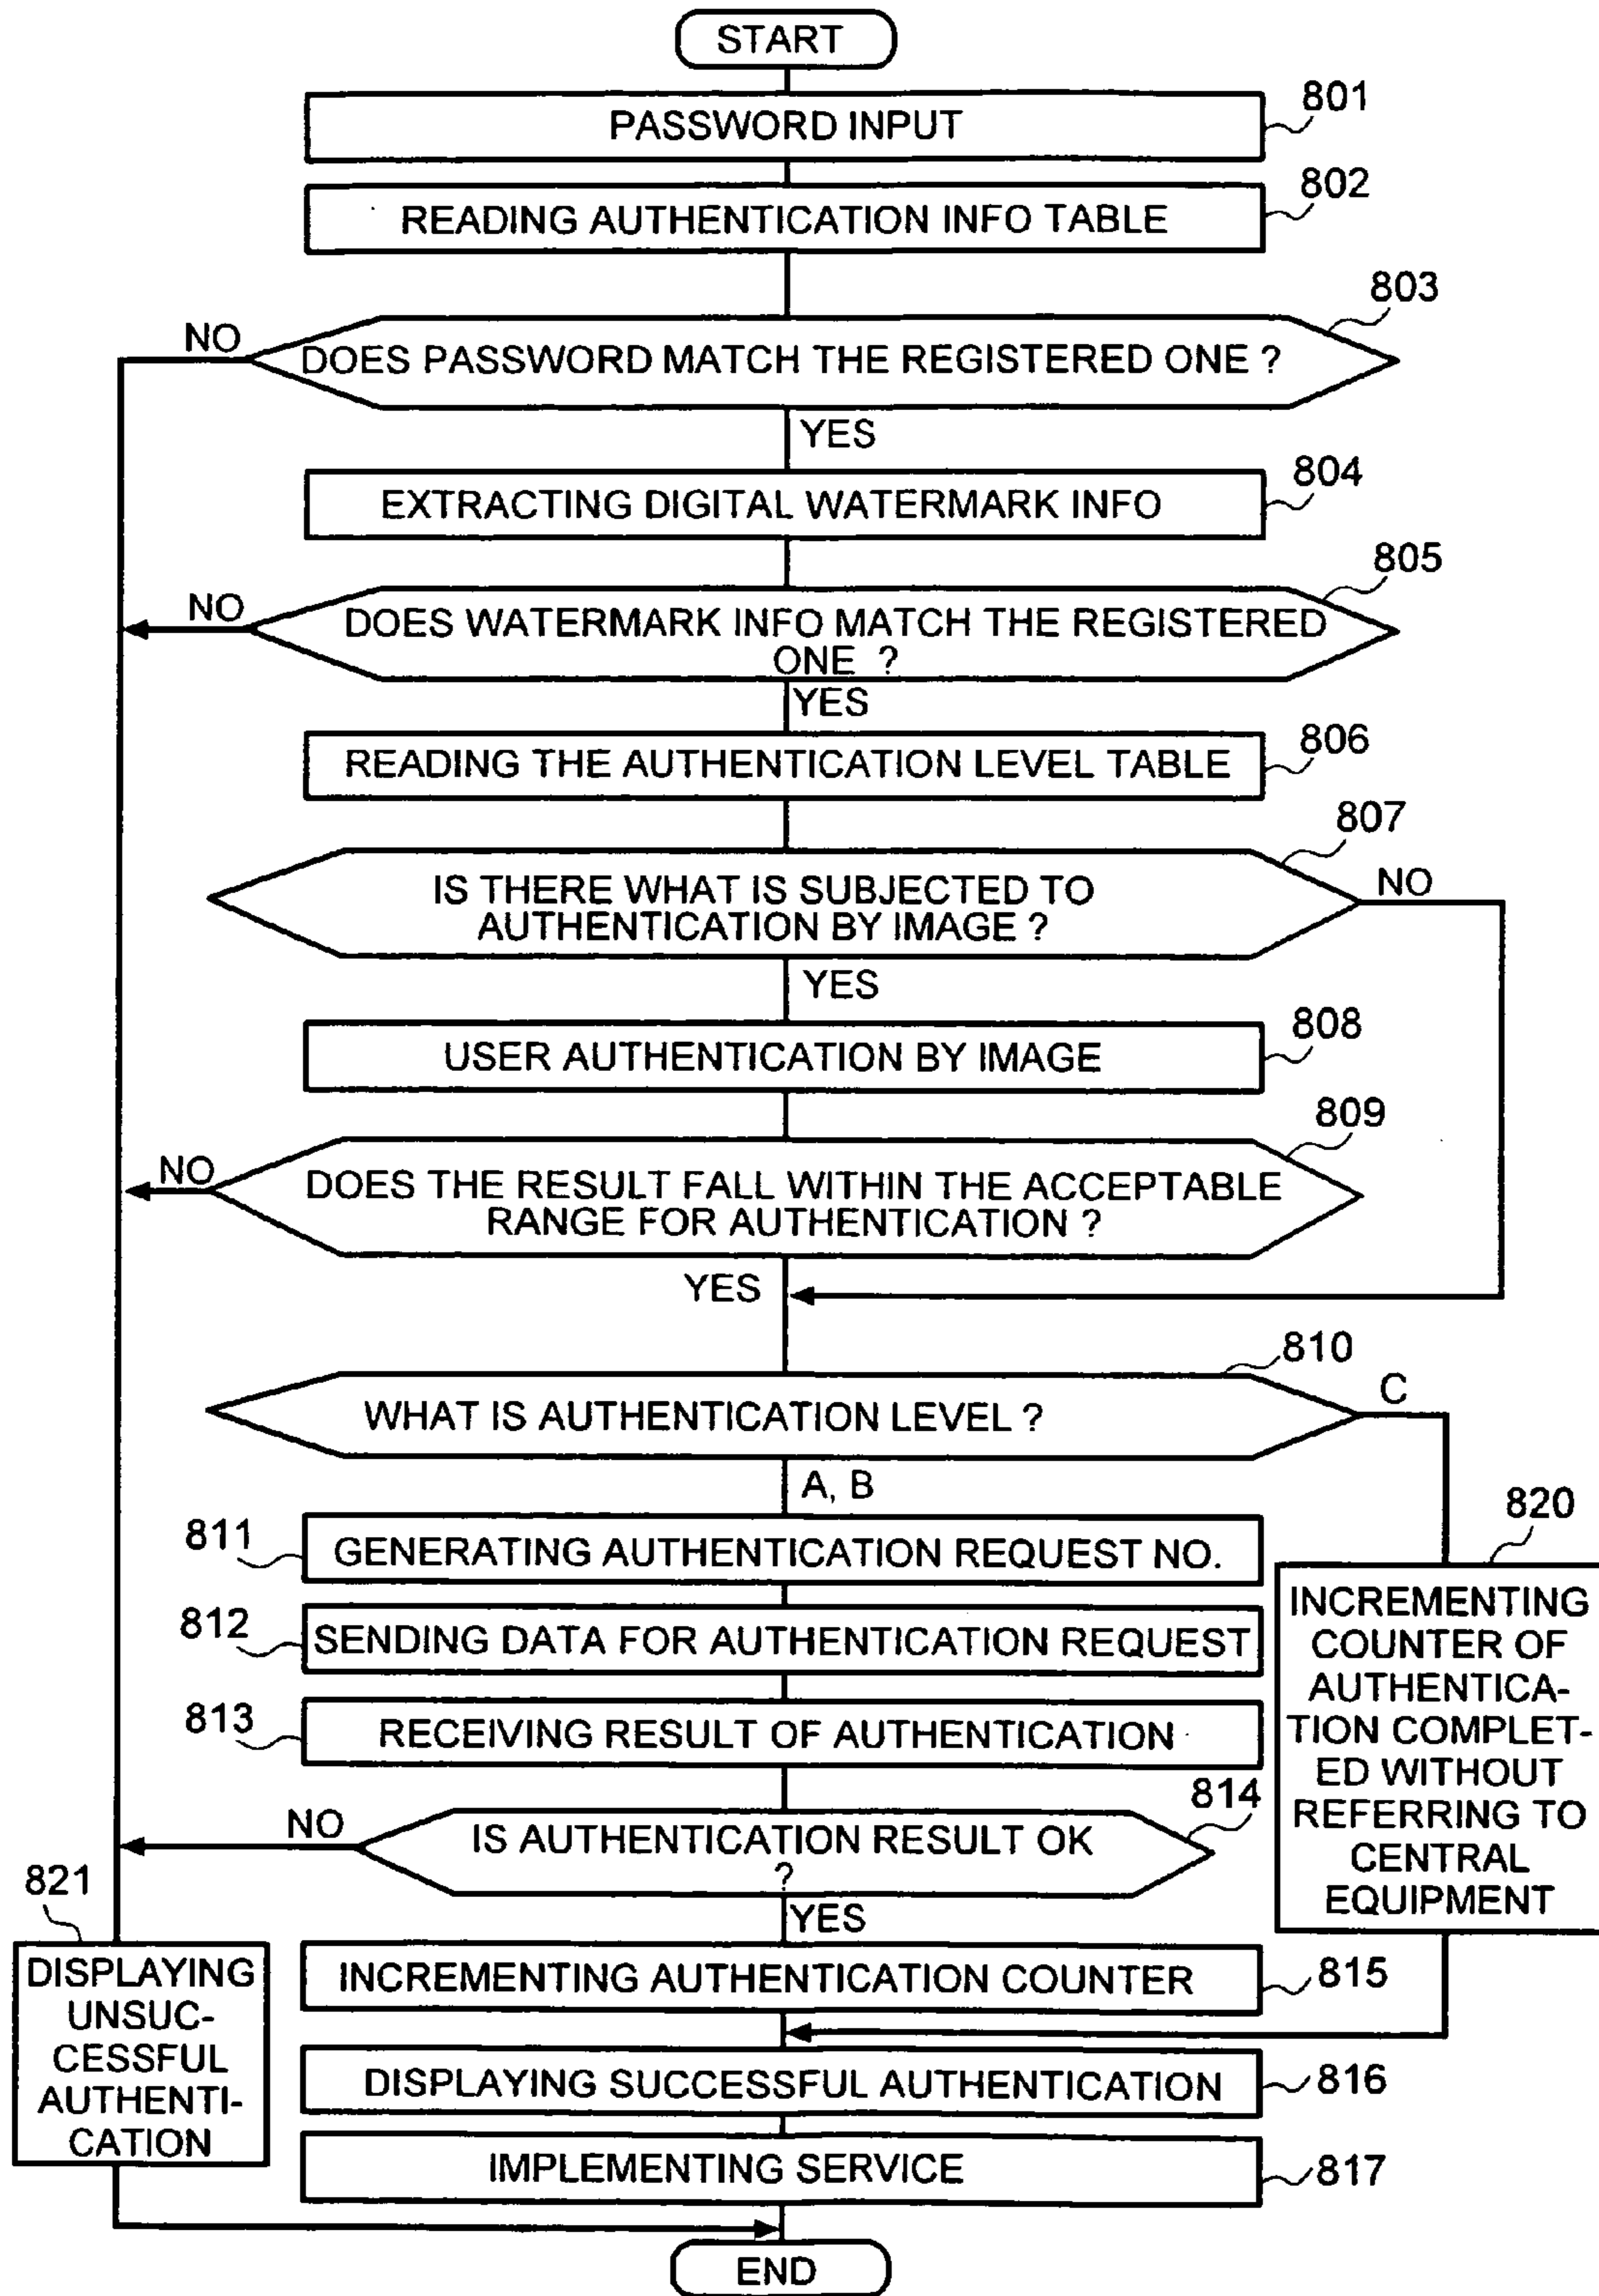 START
PASSWORD INPUT
801
READING AUTHENTICATION INFO TABLE
802
803
NO
DOES PASSWORD MATCH THE REGISTERED ONE ?
YES
EXTRACTING DIGITAL WATERMARK INFO
804
805
NO
DOES WATERMARK INFO MATCH THE REGISTERED
ONE ?
YES
READING THE AUTHENTICATION LEVEL TABLE
806
807
IS THERE WHAT IS SUBJECTED TO
AUTHENTICATION BY IMAGE ?
NO
YES
USER AUTHENTICATION BY IMAGE
808
809
NO
DOES THE RESULT FALL WITHIN THE ACCEPTABLE
RANGE FOR AUTHENTICATION ?
YES
810
WHAT IS AUTHENTICATION LEVEL ?
C
A, B
811
GENERATING AUTHENTICATION REQUEST NO.
812
SENDING DATA FOR AUTHENTICATION REQUEST
813
RECEIVING RESULT OF AUTHENTICATION
814
NO
IS AUTHENTICATION RESULT OK
?
YES
820
INCREMENTING
COUNTER OF
AUTHENTICA-
TION COMPLET-
ED WITHOUT
REFERRING TO
CENTRAL
EQUIPMENT
821
DISPLAYING
UNSUC-
CESSFUL
AUTHENTI-
CATION
INCREMENTING AUTHENTICATION COUNTER
815
DISPLAYING SUCCESSFUL AUTHENTICATION
816
IMPLEMENTING SERVICE
817
END